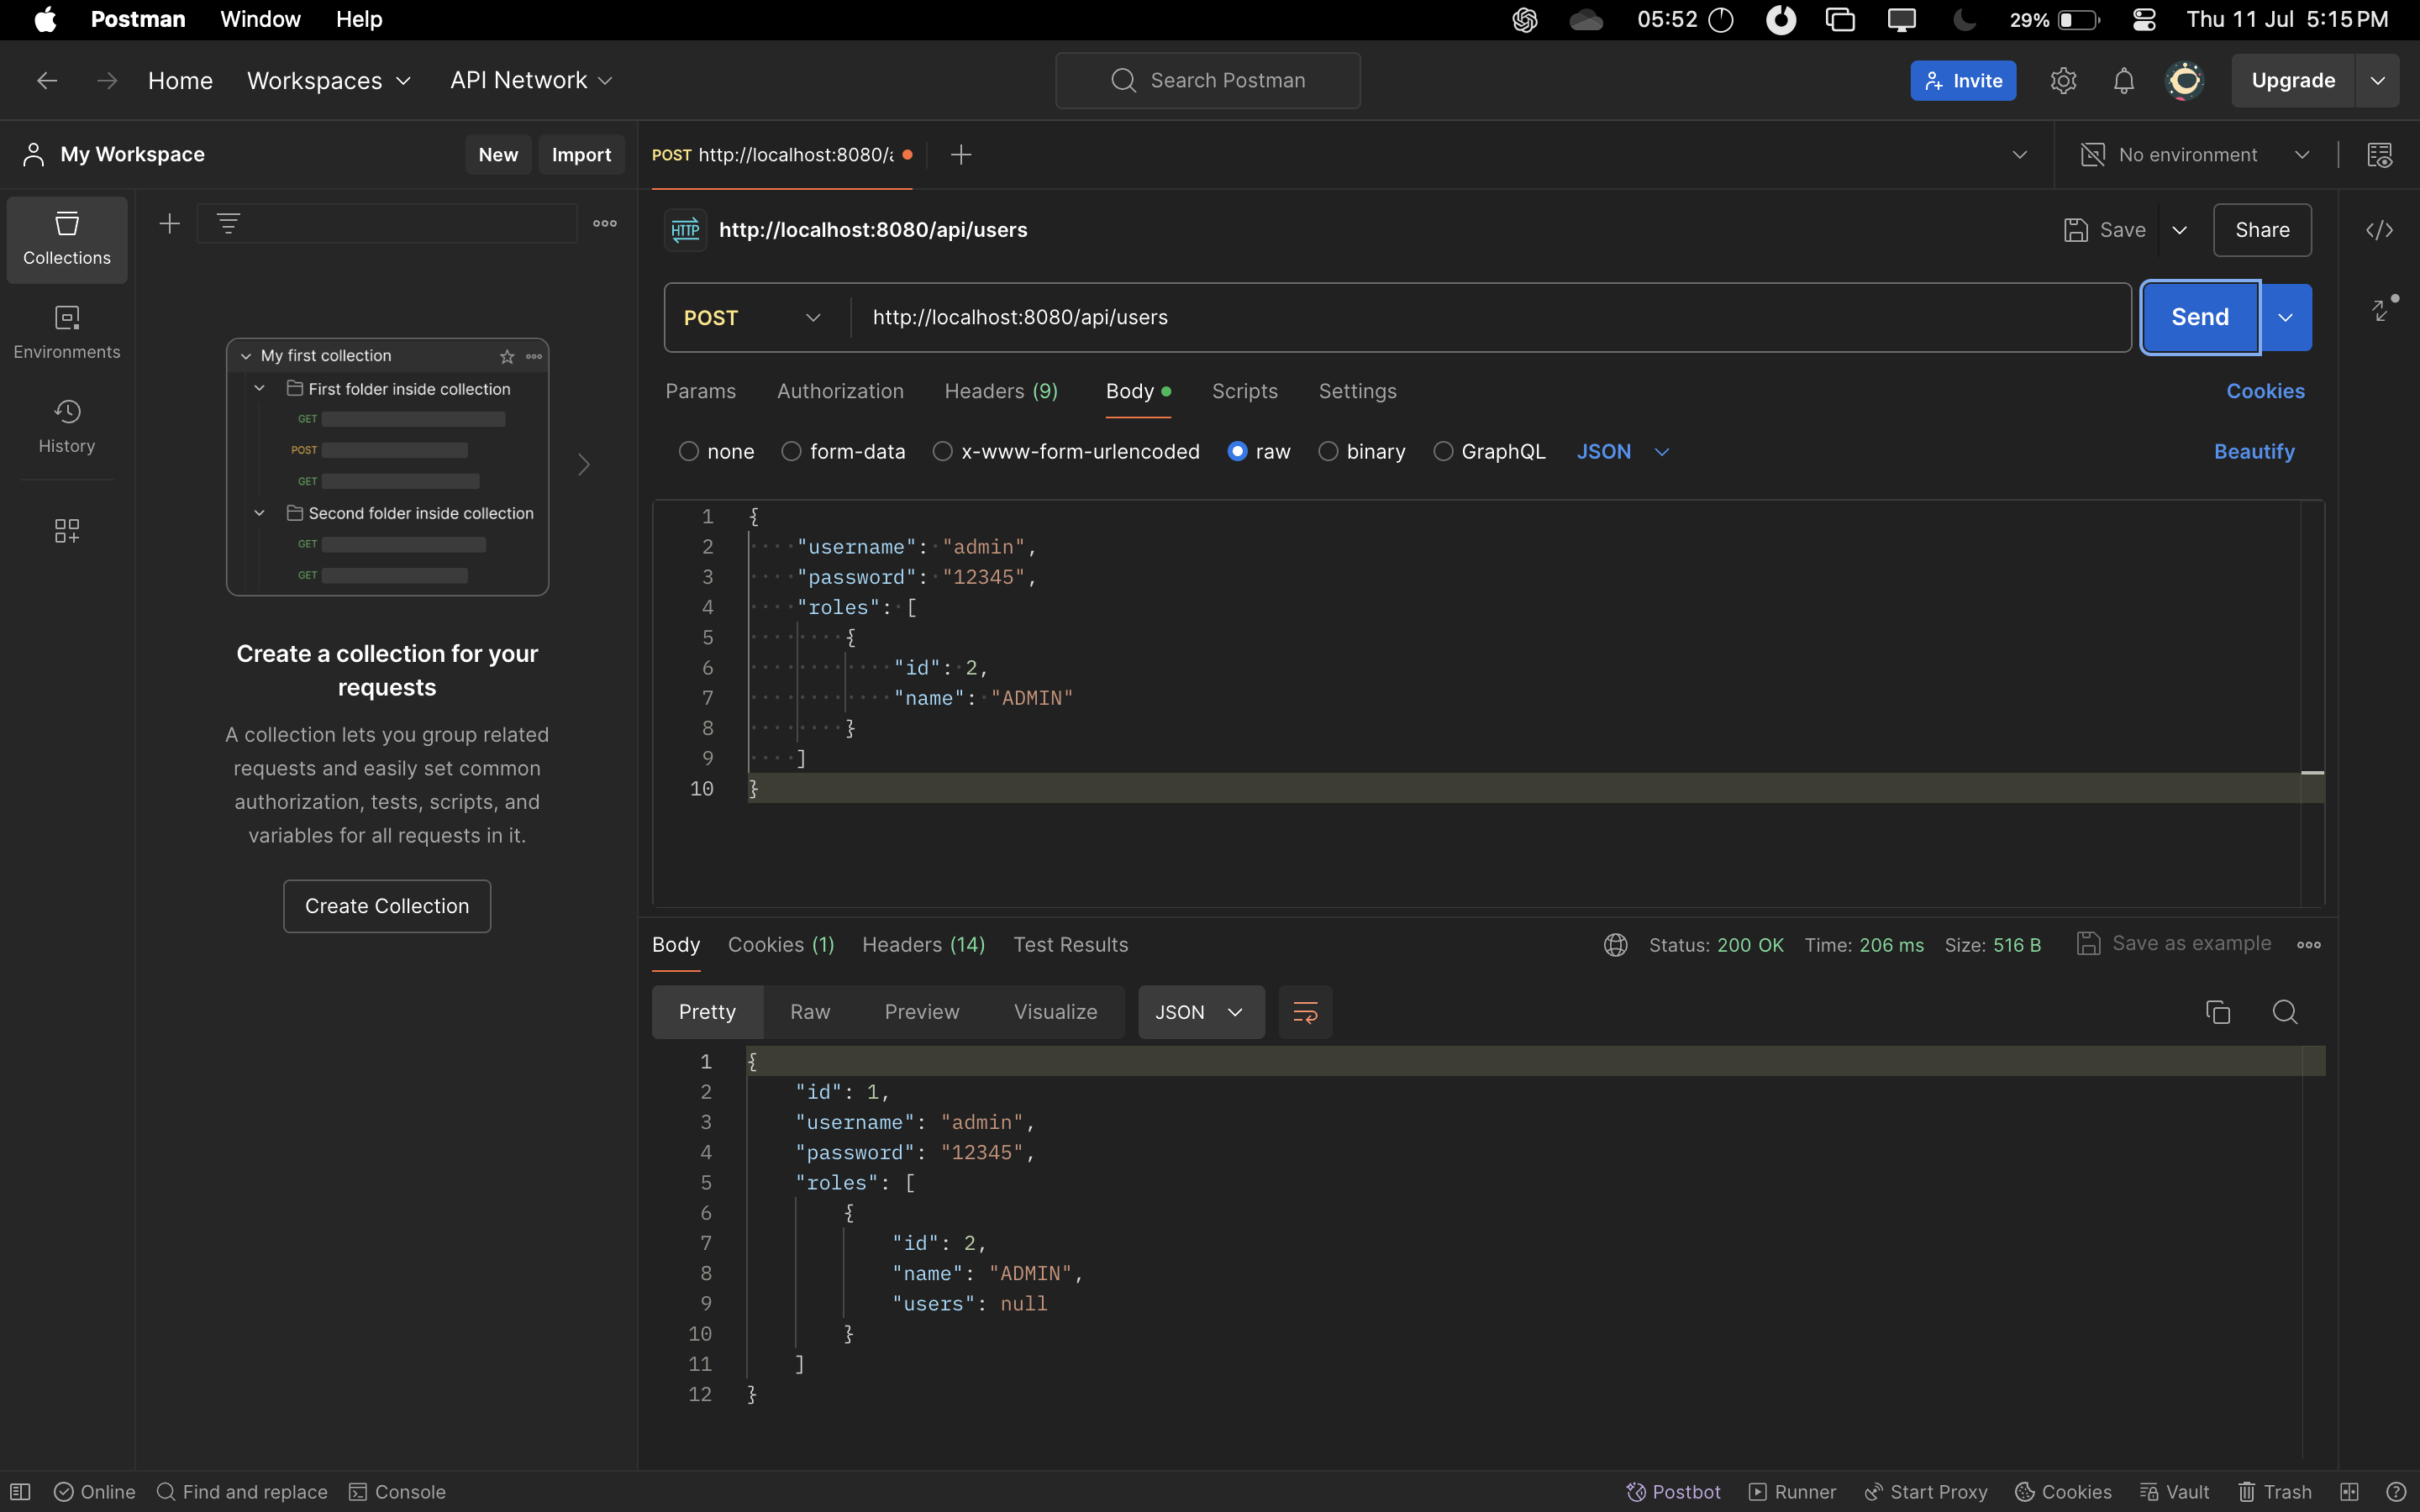 Postman Window Help 05:52 29% Thu 11 Jul 5:15 PM
Home Workspaces API Network Search Postman Invite Upgrade
My Workspace New Import POST http://localhost:8080/a No environment
Collections
Environments
History
My first collection
First folder inside collection
GET
POST
GET
Second folder inside collection
GET
GET
Create a collection for your
requests
A collection lets you group related
requests and easily set common
authorization, tests, scripts, and
variables for all requests in it.
Create Collection
HTTP http://localhost:8080/api/users Save Share
POST http://localhost:8080/api/users Send
Params Authorization Headers (9) Body Scripts Settings Cookies
none form-data x-www-form-urlencoded raw binary GraphQL JSON Beautify
1 {
2 "username": "admin",
3 "password": "12345",
4 "roles": [
5 {
6 "id": 2,
7 "name": "ADMIN"
8 }
9 ]
10 }
Body Cookies (1) Headers (14) Test Results Status: 200 OK Time: 206 ms Size: 516 B Save as example
Pretty Raw Preview Visualize JSON
1 {
2 "id": 1,
3 "username": "admin",
4 "password": "12345",
5 "roles": [
6 {
7 "id": 2,
8 "name": "ADMIN",
9 "users": null
10 }
11 ]
12 }
Online Find and replace Console Postbot Runner Start Proxy Cookies Vault Trash